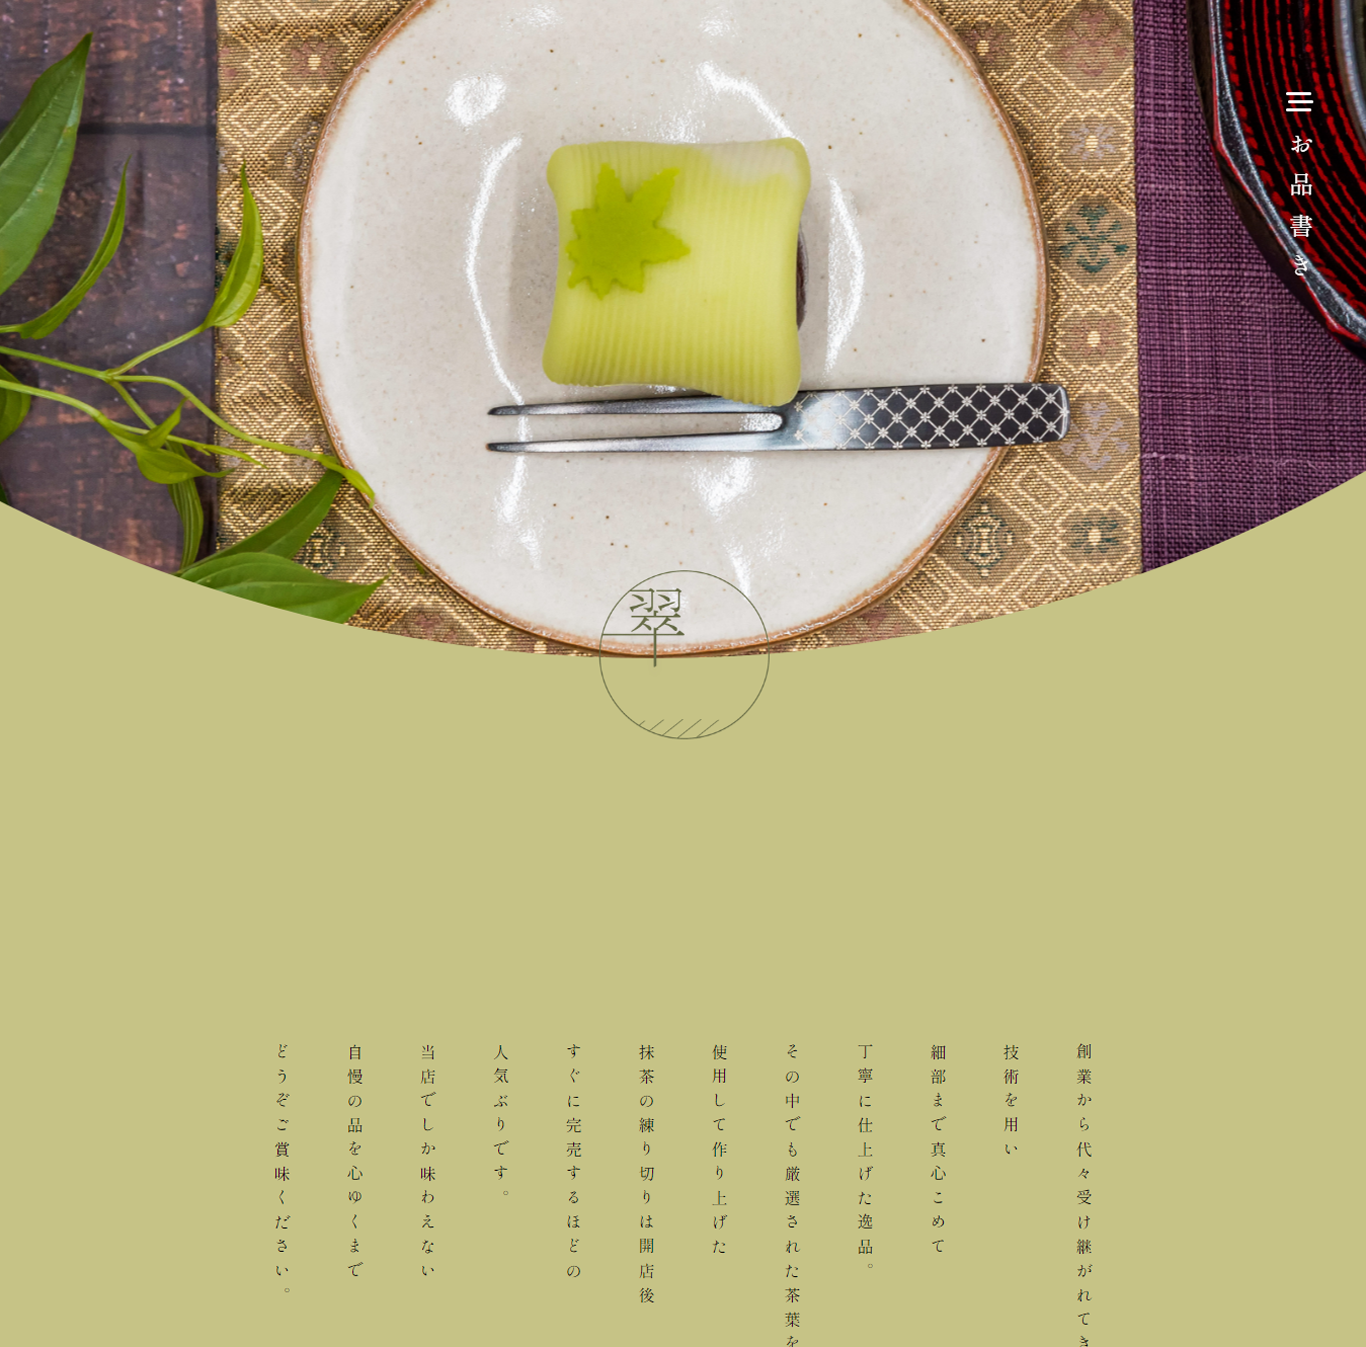 お品書き
翠
創業から代々受け継がれてき
技術を用い
細部まで真心こめて
丁寧に仕上げた逸品。
その中でも厳選された茶葉を
使用して作り上げた
抹茶の練り切りは開店後
すぐに完売するほどの
人気ぶりです。
当店でしか味わえない
自慢の品を心ゆくまで
どうぞご賞味ください。